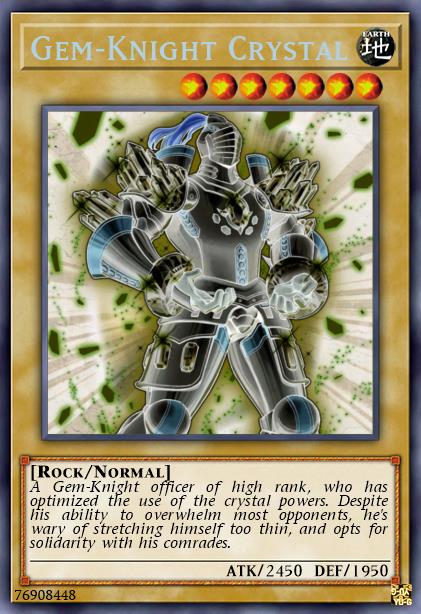 Gem-Knight Crystal
EARTH
地
[Rock/Normal]
A Gem-Knight officer of high rank, who has
optimized the use of the crystal powers. Despite
his ability to overwhelm most opponents, he's
wary of stretching himself too thin, and opts for
solidarity with his comrades.
ATK/2450 DEF/1950
76908448